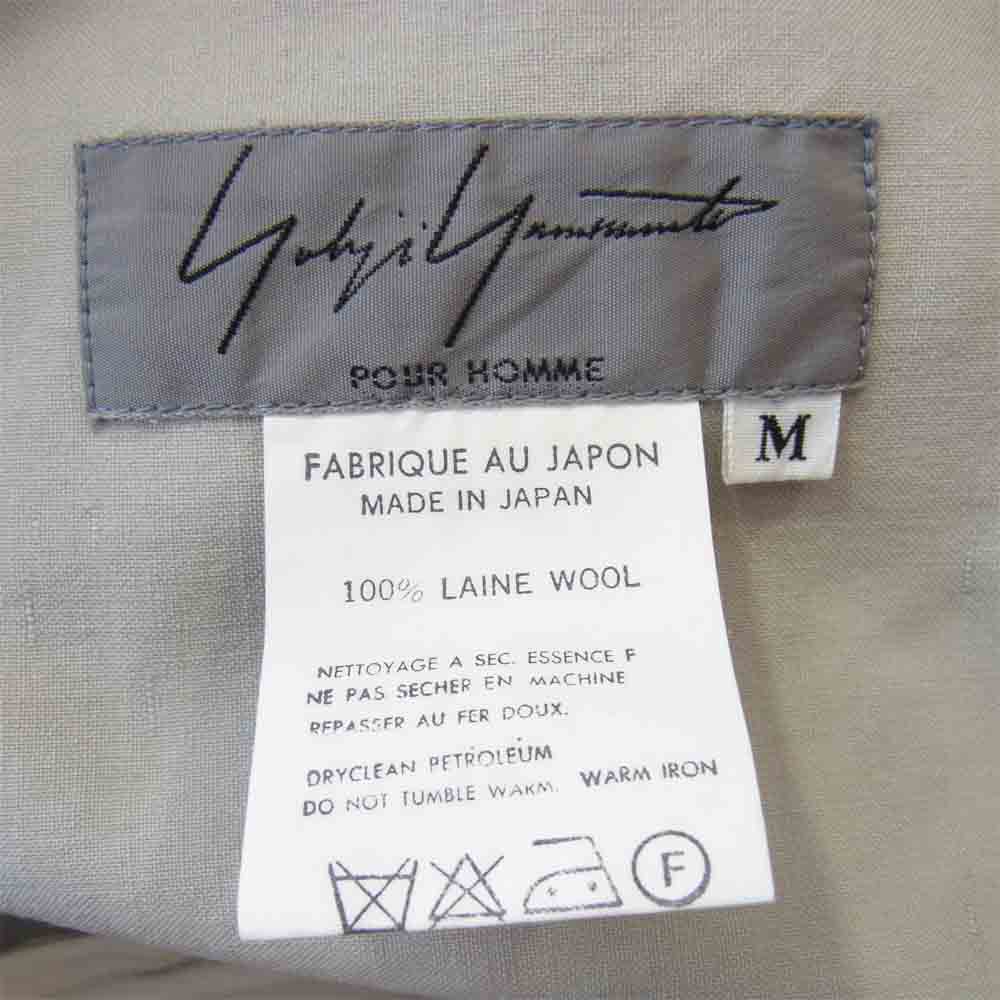 Yohji Yamamoto
POUR HOMME
M
FABRIQUE AU JAPON
MADE IN JAPAN
100% LAINE WOOL
NETTOYAGE A SEC. ESSENCE F
NE PAS SECHER EN MACHINE
REPASSER AU FER DOUX.
DRYCLEAN PETROLEUM
DO NOT TUMBLE WARM. WARM IRON
F